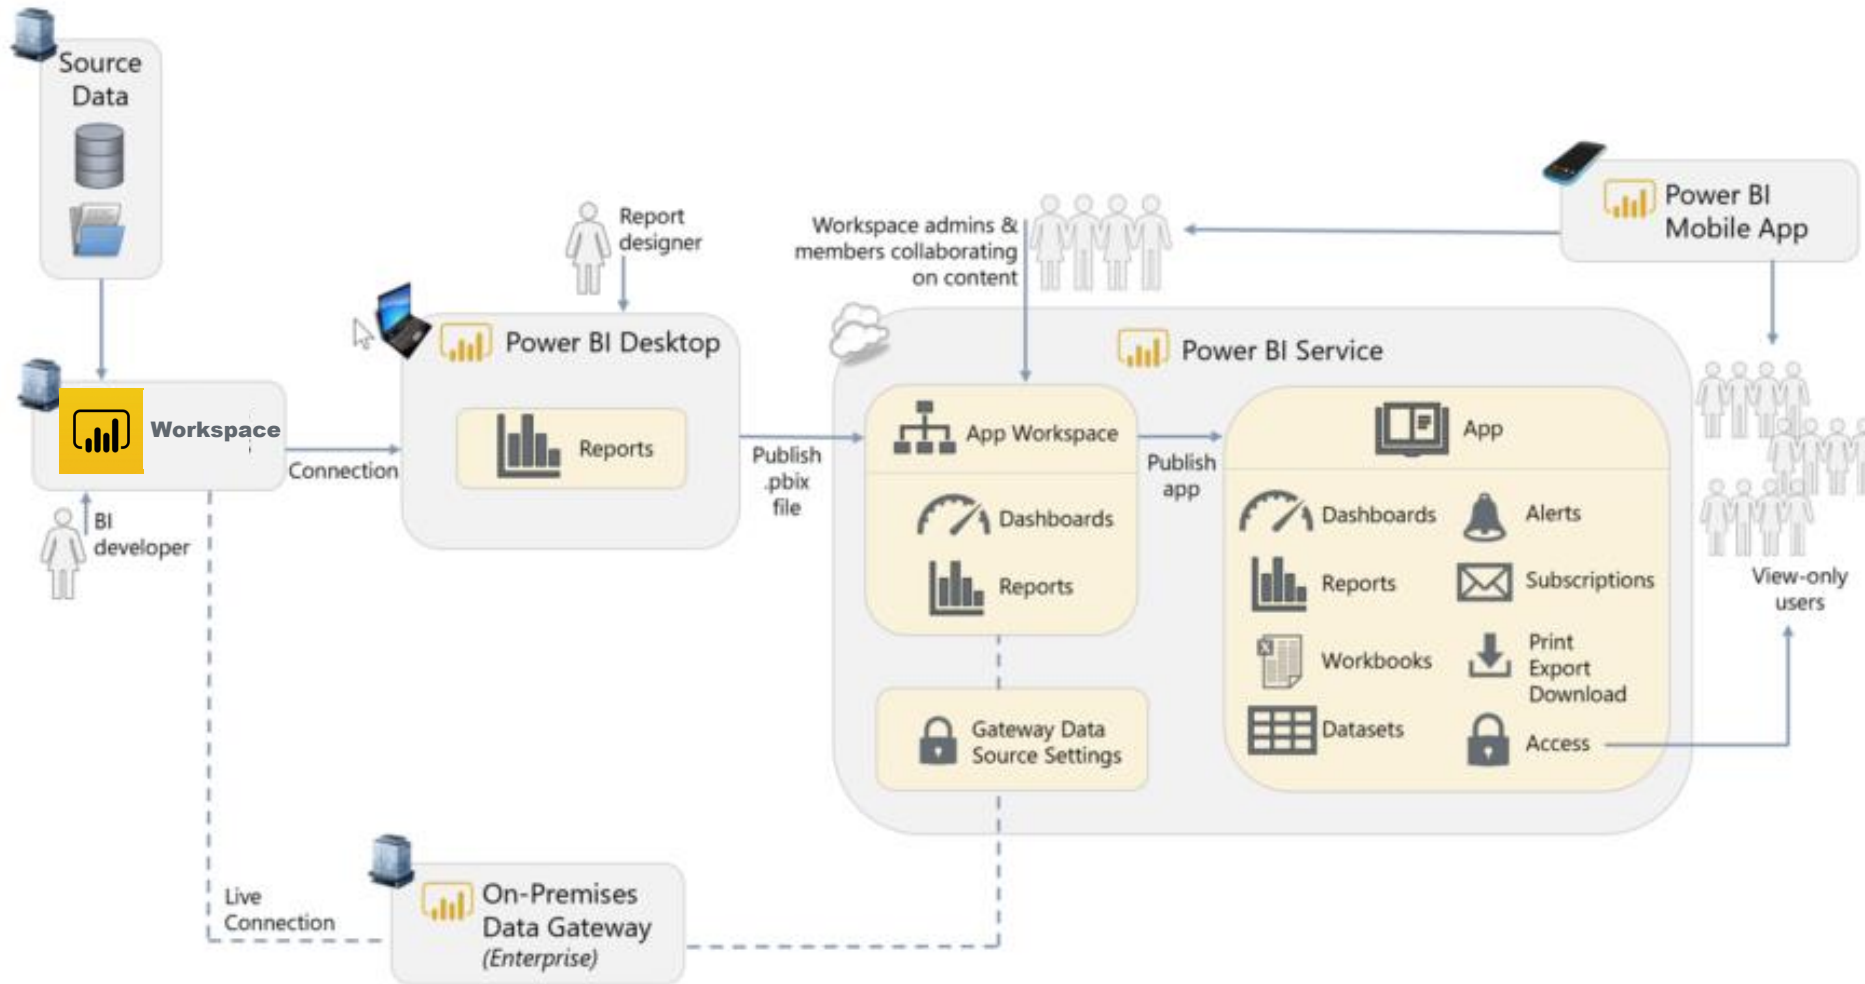 Source
Data
Workspace
BI
developer
Connection
Live
Connection
Report
designer
Power BI Desktop
Reports
Publish
.pbix
file
On-Premises
Data Gateway
(Enterprise)
Workspace admins &
members collaborating
on content
Power BI Service
App Workspace
Dashboards
Reports
Gateway Data
Source Settings
Publish
app
App
Dashboards
Reports
Workbooks
Datasets
Alerts
Subscriptions
Print
Export
Download
Access
Power BI
Mobile App
View-only
users